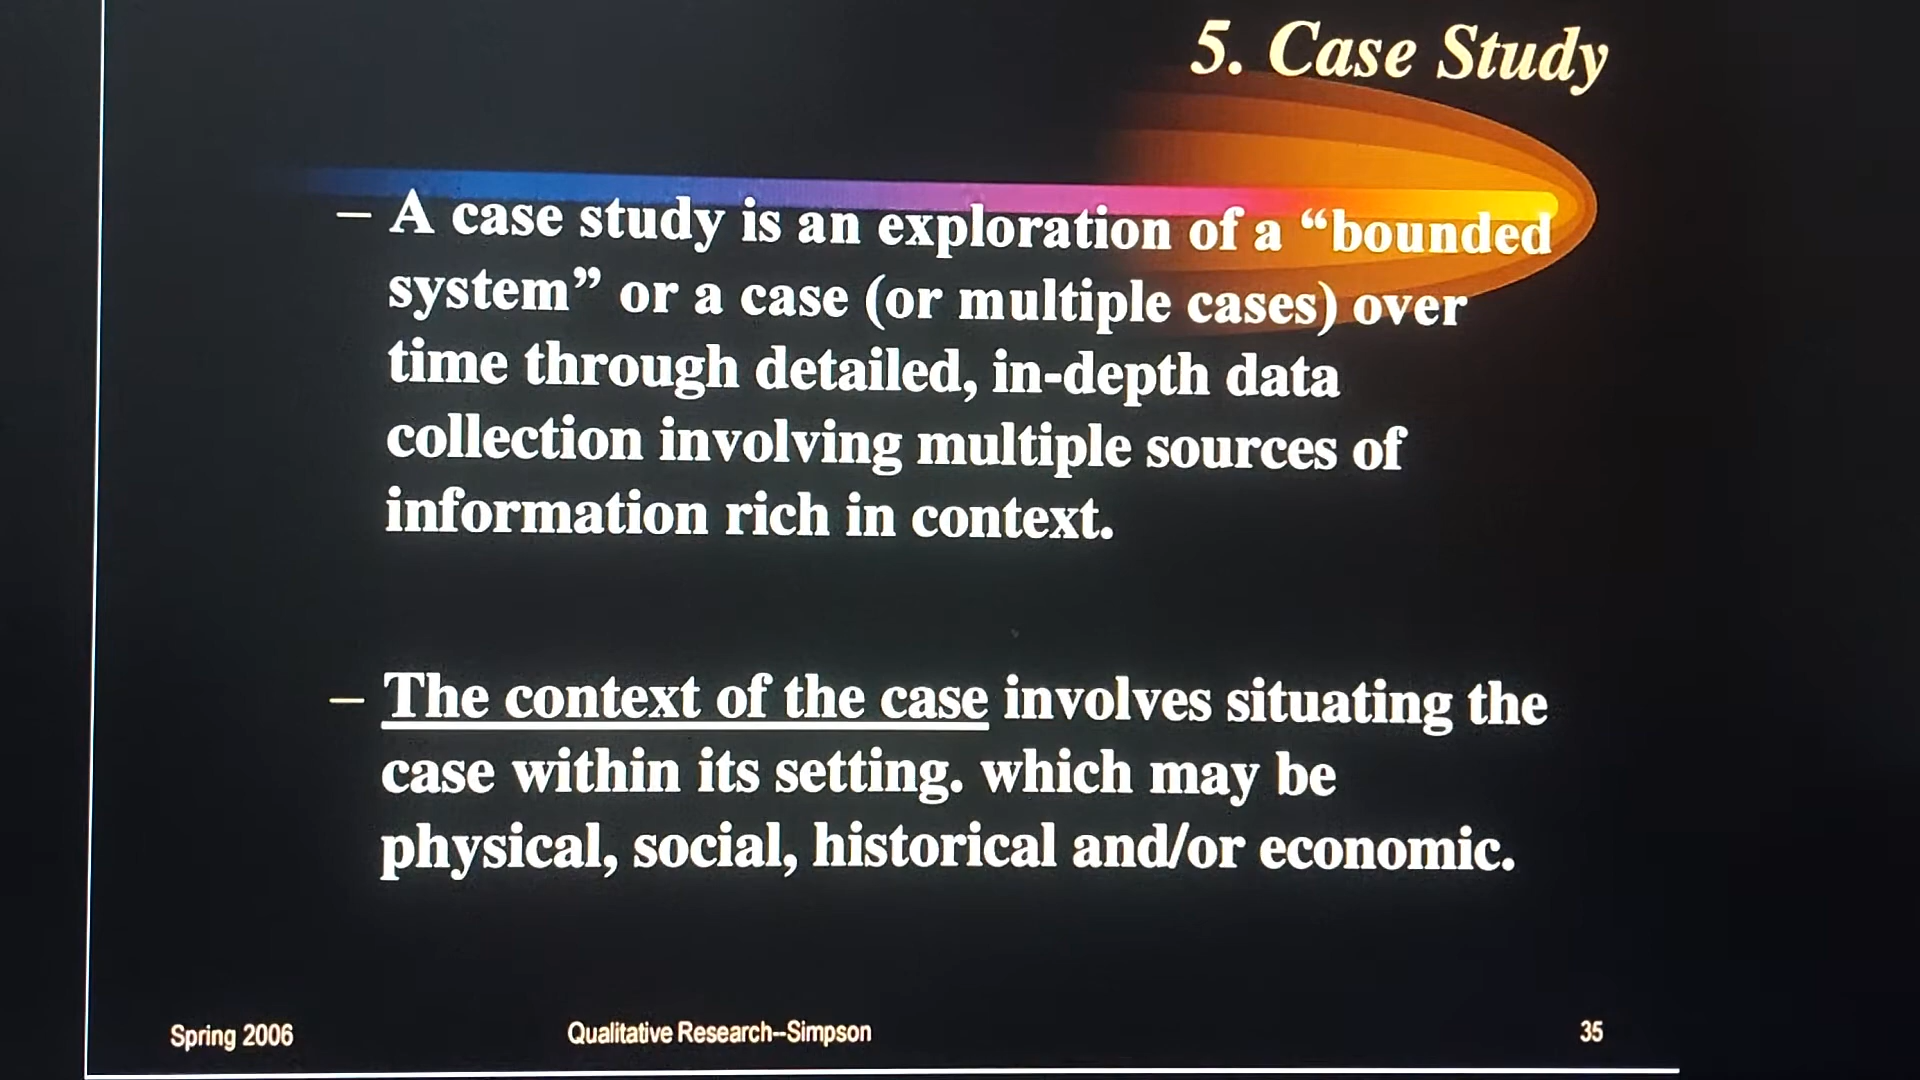 5. Case Study
– A case study is an exploration of a “bounded
system” or a case (or multiple cases) over
time through detailed, in-depth data
collection involving multiple sources of
information rich in context.
– The context of the case involves situating the
case within its setting. which may be
physical, social, historical and/or economic.
Spring 2006
Qualitative Research--Simpson
35